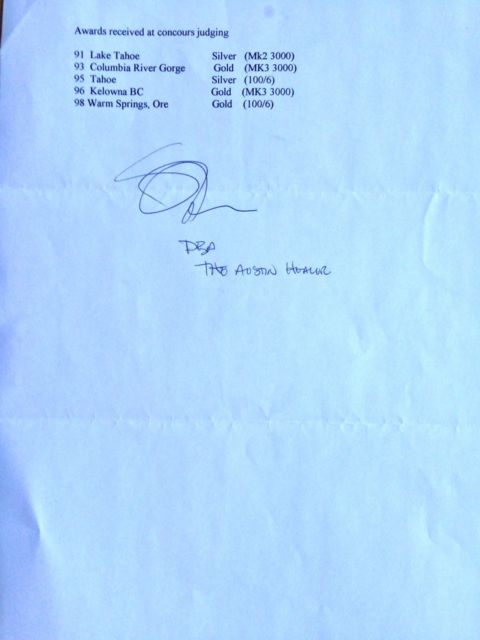 Awards received at concours judging
91 Lake Tahoe Silver (Mk2 3000)
93 Columbia River Gorge Gold (MK3 3000)
95 Tahoe Silver (100/6)
96 Kelowna BC Gold (MK3 3000)
98 Warm Springs, Ore Gold (100/6)
DBA
THE AUSTIN HEALER